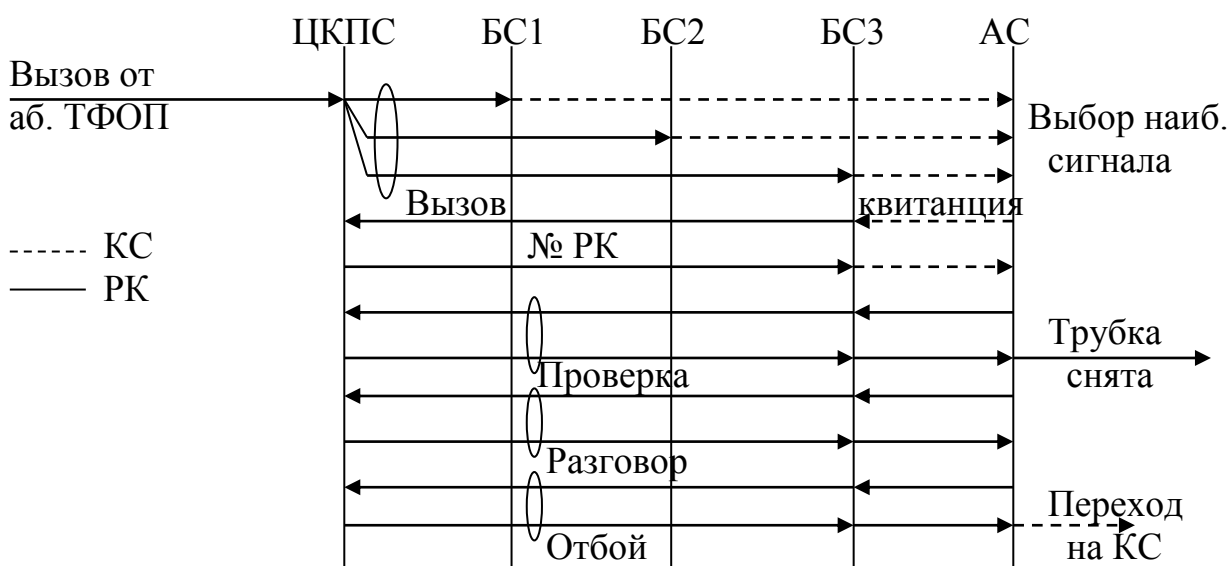 ЦКПС БС1 БС2 БС3 АС
Вызов от
аб. ТФОП
Выбор наиб.
сигнала
Вызов квитанция
КС
№ РК
РК
Трубка
снята
Проверка
Разговор
Переход
на КС
Отбой